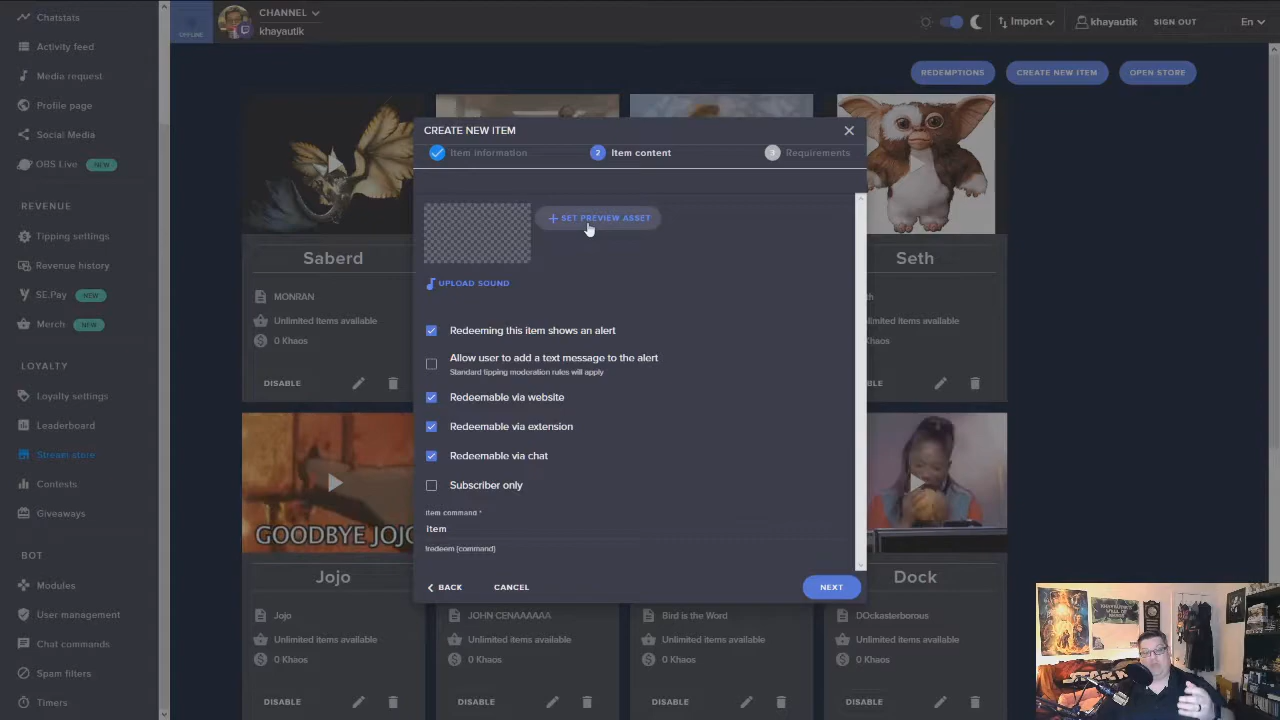 Chatstats
Activity feed
Media request
Profile page
Social Media
OBS Live NEW
REVENUE
Tipping settings
Revenue history
SE.Pay NEW
Merch NEW
LOYALTY
Loyalty settings
Leaderboard
Stream store
Contests
Giveaways
BOT
Modules
User management
Chat commands
Spam filters
Timers
OFFLINE
CHANNEL
khayautik
Import
khayautik
SIGN OUT
En
REDEMPTIONS
CREATE NEW ITEM
OPEN STORE
CREATE NEW ITEM
Item information
2 Item content
3 Requirements
SET PREVIEW ASSET
UPLOAD SOUND
Redeeming this item shows an alert
Allow user to add a text message to the alert
Standard tipping moderation rules will apply
Redeemable via website
Redeemable via extension
Redeemable via chat
Subscriber only
Item command *
item
!redeem {command}
BACK
CANCEL
NEXT
Saberd
MONRAN
Unlimited items available
0 Khaos
DISABLE
Seth
th
Unlimited items available
0 Khaos
DISABLE
GOODBYE JOJO
Jojo
Jojo
Unlimited items available
0 Khaos
DISABLE
JOHN CENAAAAAA
Unlimited items available
0 Khaos
DISABLE
Bird is the Word
Unlimited items available
0 Khaos
DISABLE
Dock
DOckasterborous
Unlimited items available
0 Khaos
DISABLE